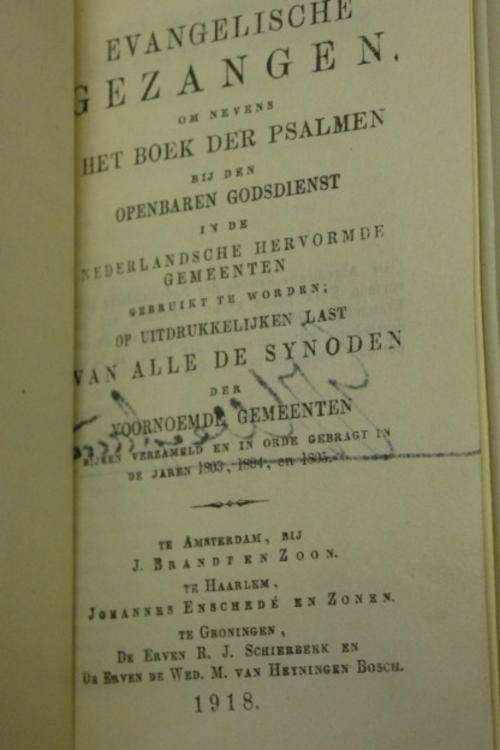 EVANGELISCHE
GEZANGEN.
OM NEVENS
HET BOEK DER PSALMEN
BIJ DEN
OPENBAREN GODSDIENST
IN DE
NEDERLANDSCHE HERVORMDE
GEMEENTEN
GEBRUIKT TE WORDEN;
OP UITDRUKKELIJKEN LAST
VAN ALLE DE SYNODEN
DER
VOORNOEMDE GEMEENTEN
BIJEEN VERZAMELD EN IN ORDE GEBRAGT IN
DE JAREN 1803, 1804, en 1805.
TE AMSTERDAM, BIJ
J. BRANDT EN ZOON.
TE HAARLEM,
JOHANNES ENSCHEDÉ EN ZONEN.
TE GRONINGEN,
DE ERVEN R. J. SCHIERBEEK EN
DE ERVEN DE WED. M. VAN HEYNINGEN BOSCH.
1918.